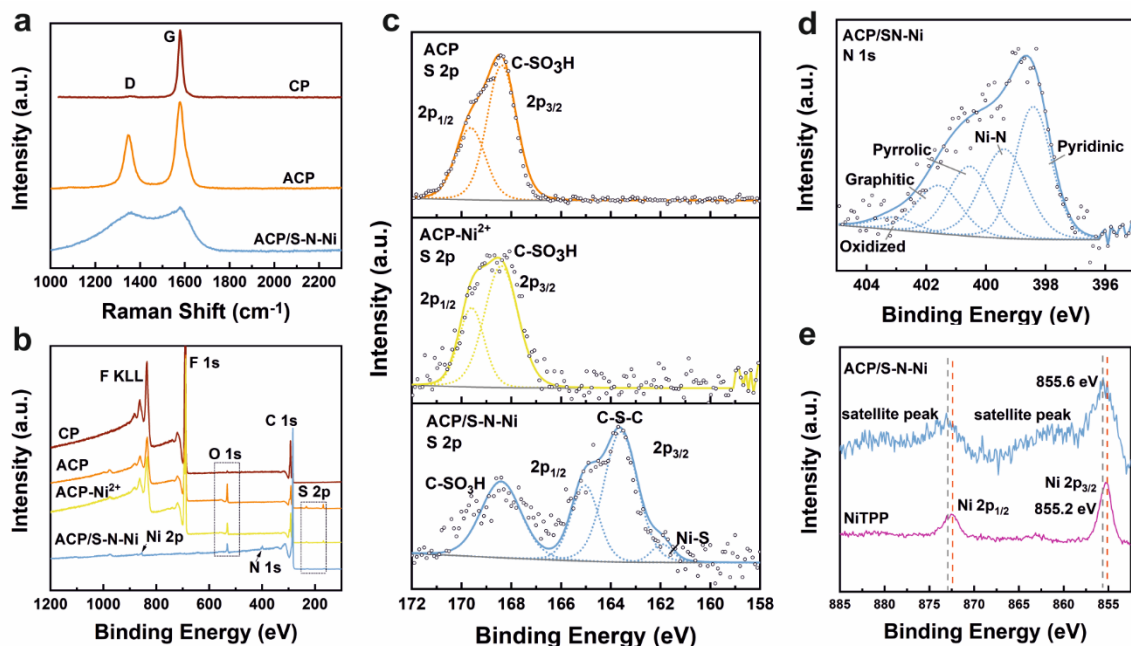 a
Intensity (a.u.)
D
G
CP
ACP
ACP/S-N-Ni
1000 1200 1400 1600 1800 2000 2200
Raman Shift (cm⁻¹)
b
Intensity (a.u.)
F KLL
F 1s
C 1s
CP
O 1s
ACP
S 2p
ACP-Ni²⁺
ACP/S-N-Ni
Ni 2p
N 1s
1200 1000 800 600 400 200
Binding Energy (eV)
c
Intensity (a.u.)
ACP
S 2p
C-SO₃H
2p₁/₂
2p₃/₂
ACP-Ni²⁺
S 2p
C-SO₃H
2p₁/₂
2p₃/₂
ACP/S-N-Ni
S 2p
C-S-C
2p₁/₂
2p₃/₂
C-SO₃H
Ni-S
172 170 168 166 164 162 160 158
Binding Energy (eV)
d
Intensity (a.u.)
ACP/SN-Ni
N 1s
Ni-N
Pyrrolic
Pyridinic
Graphitic
Oxidized
404 402 400 398 396
Binding Energy (eV)
e
Intensity (a.u.)
ACP/S-N-Ni
855.6 eV
satellite peak
satellite peak
Ni 2p₃/₂
Ni 2p₁/₂
855.2 eV
NiTPP
885 880 875 870 865 860 855
Binding Energy (eV)